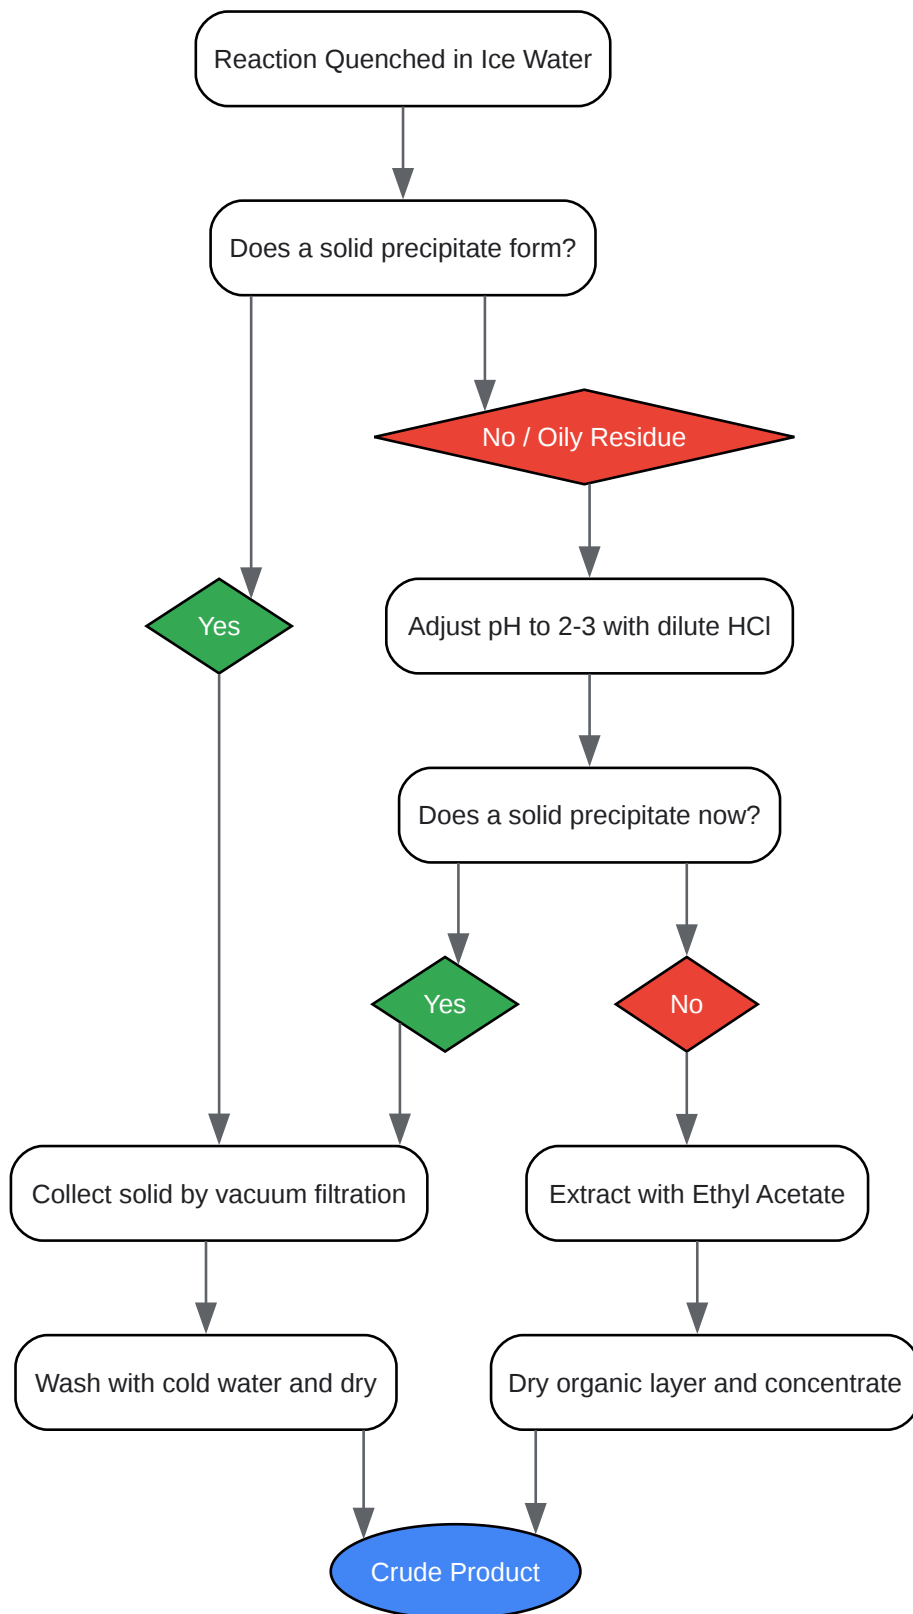 Reaction Quenched in Ice Water
Does a solid precipitate form?
No / Oily Residue
Yes
Adjust pH to 2-3 with dilute HCl
Does a solid precipitate now?
Yes
No
Collect solid by vacuum filtration
Extract with Ethyl Acetate
Wash with cold water and dry
Dry organic layer and concentrate
Crude Product